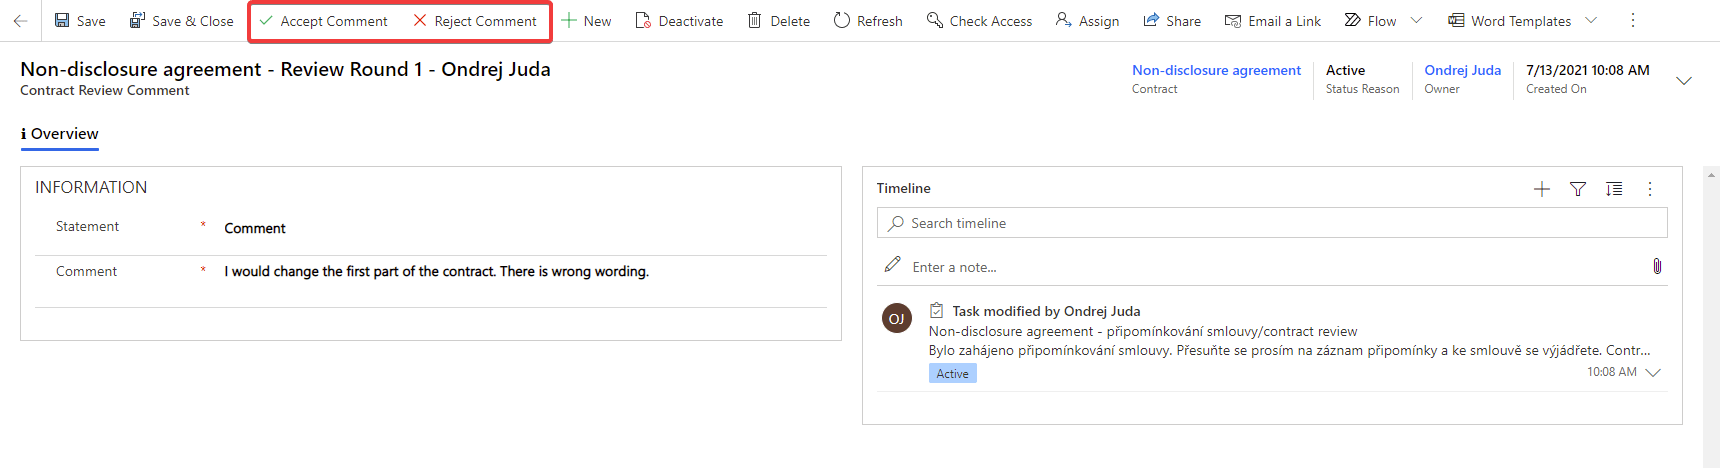 Save Save & Close Accept Comment Reject Comment New Deactivate Delete Refresh Check Access Assign Share Email a Link Flow Word Templates
Non-disclosure agreement - Review Round 1 - Ondrej Juda
Contract Review Comment
Non-disclosure agreement
Contract
Active
Status Reason
Ondrej Juda
Owner
7/13/2021 10:08 AM
Created On
Overview
INFORMATION
Statement * Comment
Comment * I would change the first part of the contract. There is wrong wording.
Timeline
Search timeline
Enter a note...
OJ
Task modified by Ondrej Juda
Non-disclosure agreement - připomínkování smlouvy/contract review
Bylo zahájeno připomínkování smlouvy. Přesuňte se prosím na záznam připomínky a ke smlouvě se výjádřete. Contr...
Active
10:08 AM